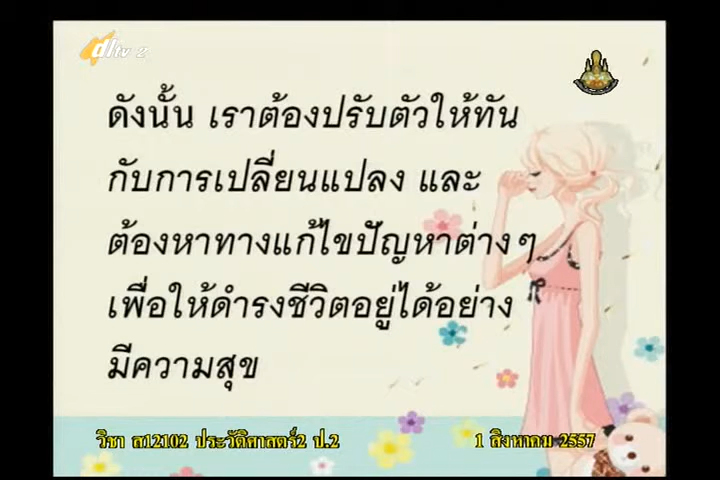 dltv 2
ดังนั้น เราต้องปรับตัวให้ทัน
กับการเปลี่ยนแปลง และ
ต้องหาทางแก้ไขปัญหาต่าง ๆ
เพื่อให้ดำรงชีวิตอยู่ได้อย่าง
มีความสุข
วิชา ส12102 ประวัติศาสตร์2 ป.2
1 สิงหาคม 2557